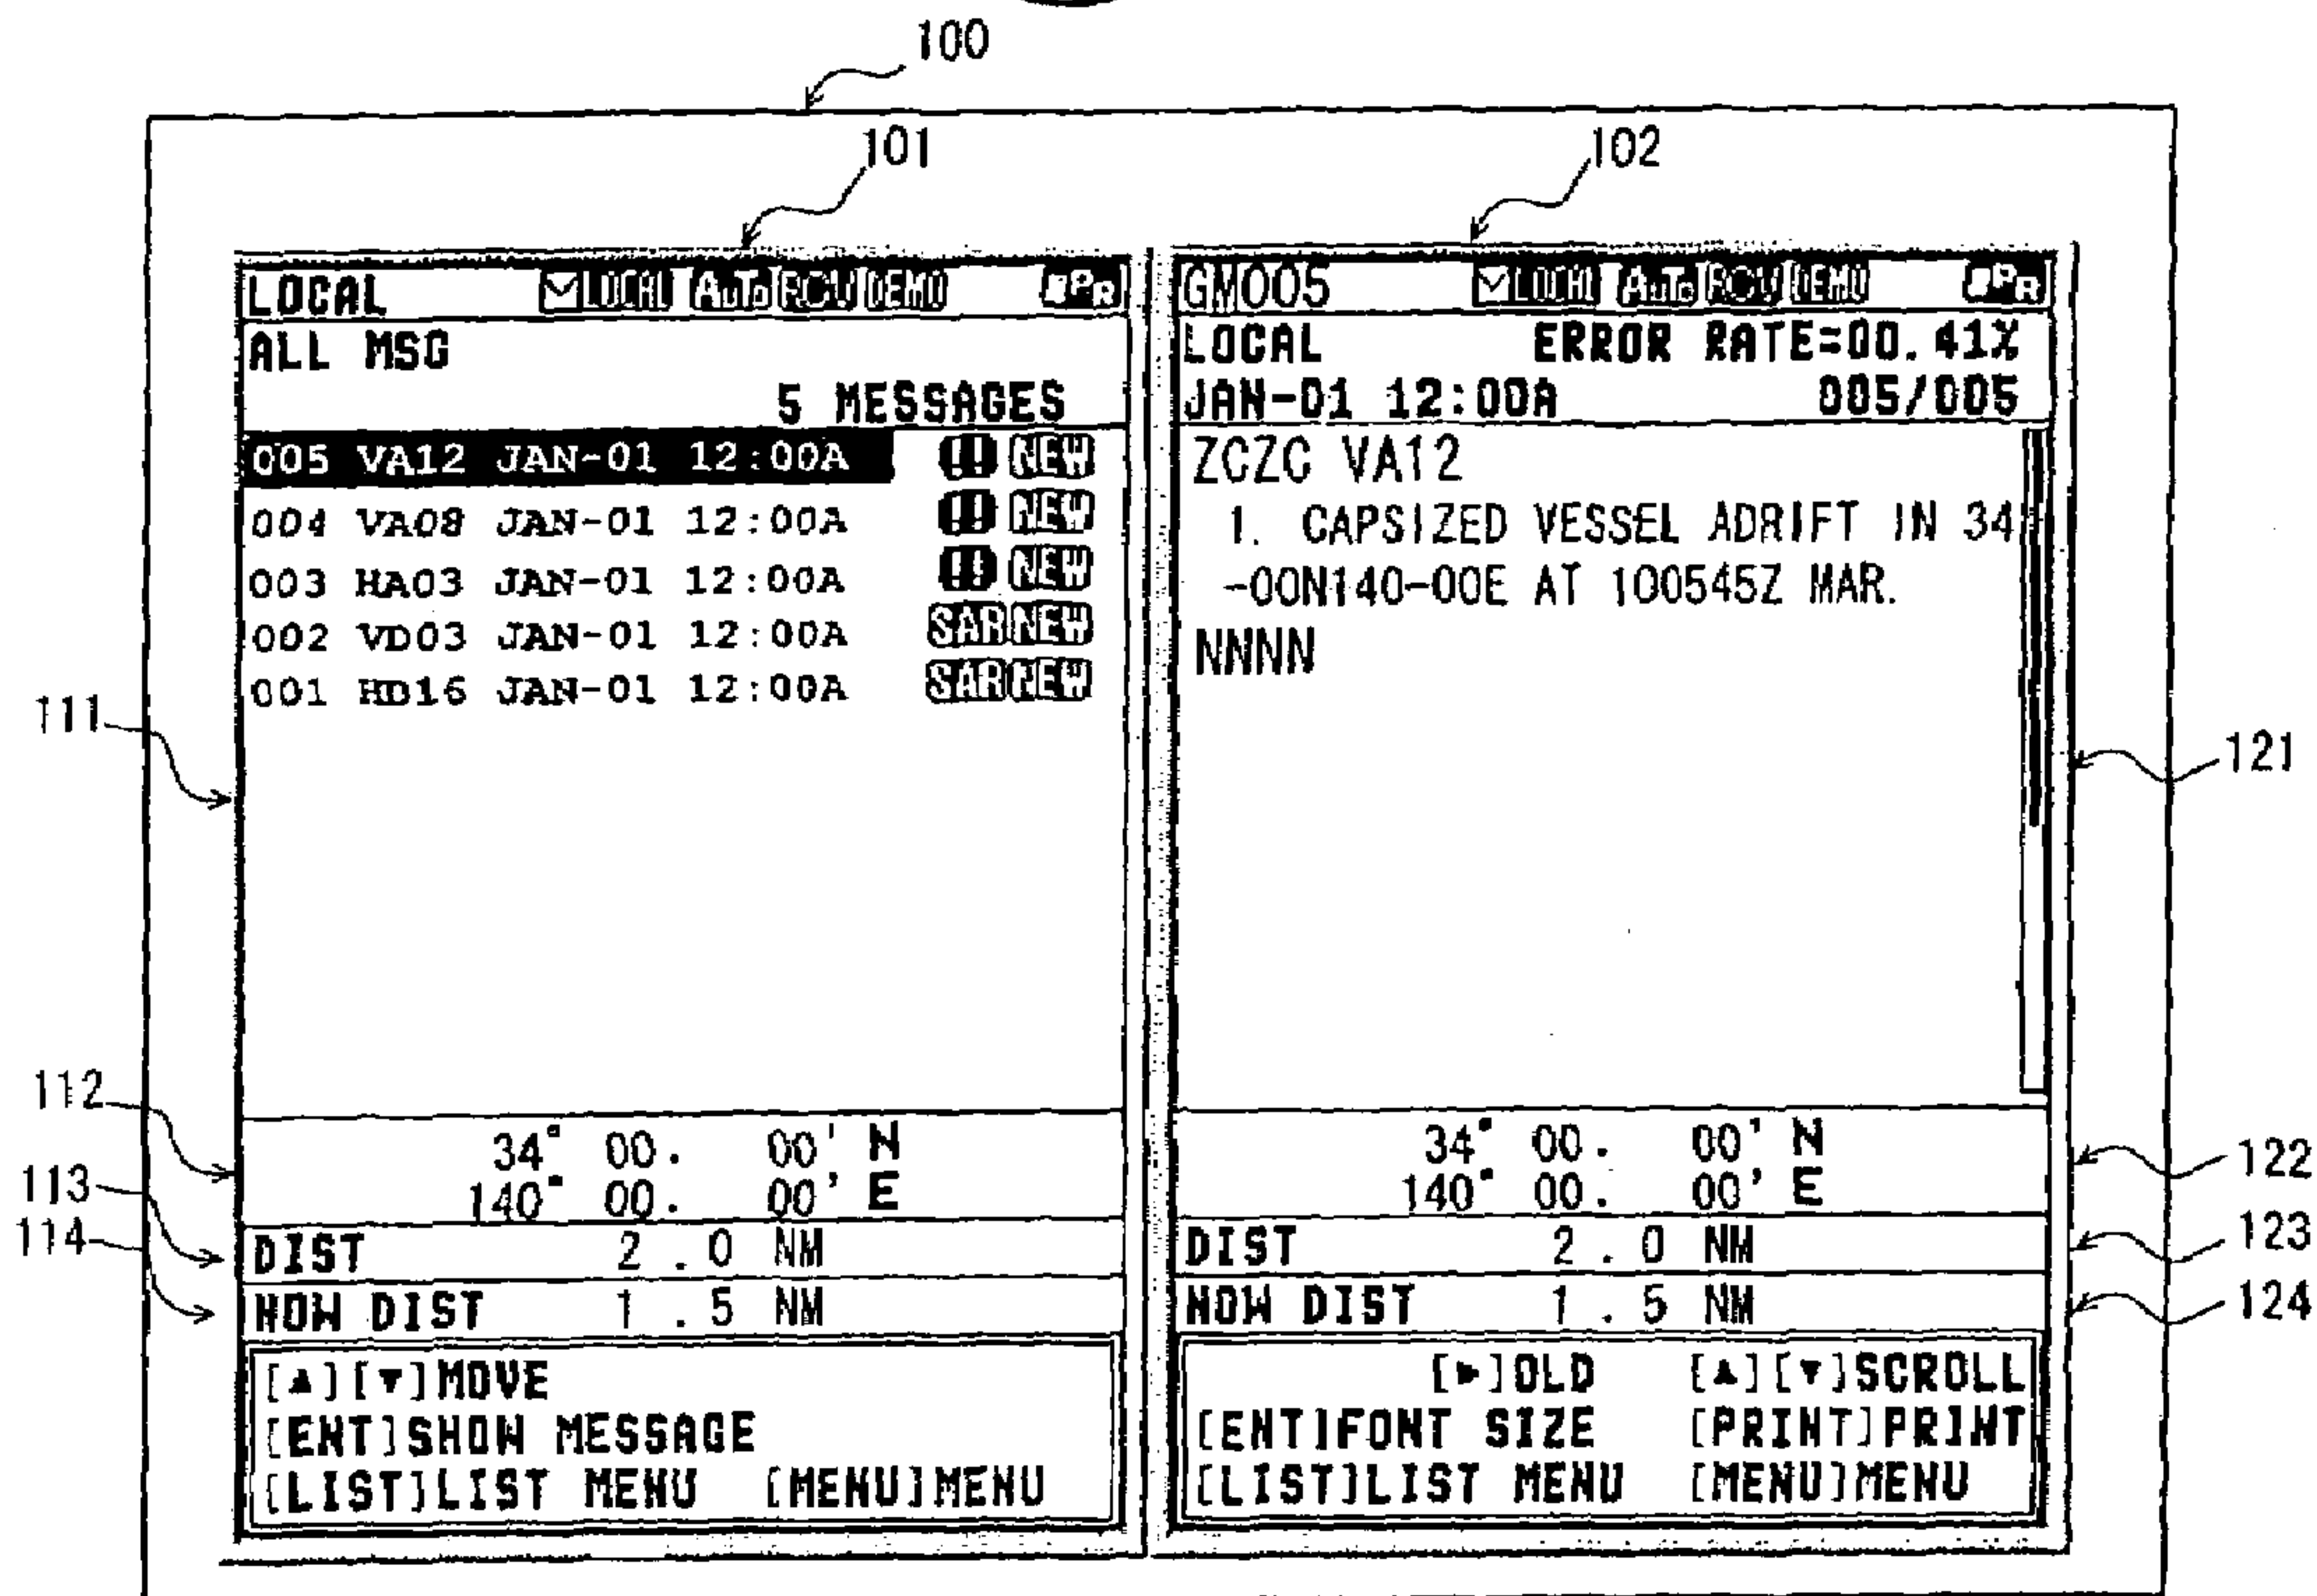 100
101
102
LOCAL LOCAL AUTO RCV DEMO
ALL MSG
5 MESSAGES
005 VA12 JAN-01 12:00A !! NEW
004 VA08 JAN-01 12:00A !! NEW
003 HA03 JAN-01 12:00A !! NEW
002 VD03 JAN-01 12:00A SAR NEW
001 HD16 JAN-01 12:00A SAR NEW
34° 00. 00' N
140° 00. 00' E
DIST 2.0 NM
NOW DIST 1.5 NM
[▲][▼]MOVE
[ENT]SHOW MESSAGE
[LIST]LIST MENU [MENU]MENU
111
112
113
114
GM005 LOCAL AUTO RCV DEMO
LOCAL ERROR RATE=00.41%
JAN-01 12:00A 005/005
ZCZC VA12
1. CAPSIZED VESSEL ADRIFT IN 34
-00N140-00E AT 100545Z MAR.
NNNN
34° 00. 00' N
140° 00. 00' E
DIST 2.0 NM
NOW DIST 1.5 NM
[▶]OLD [▲][▼]SCROLL
[ENT]FONT SIZE [PRINT]PRINT
[LIST]LIST MENU [MENU]MENU
121
122
123
124